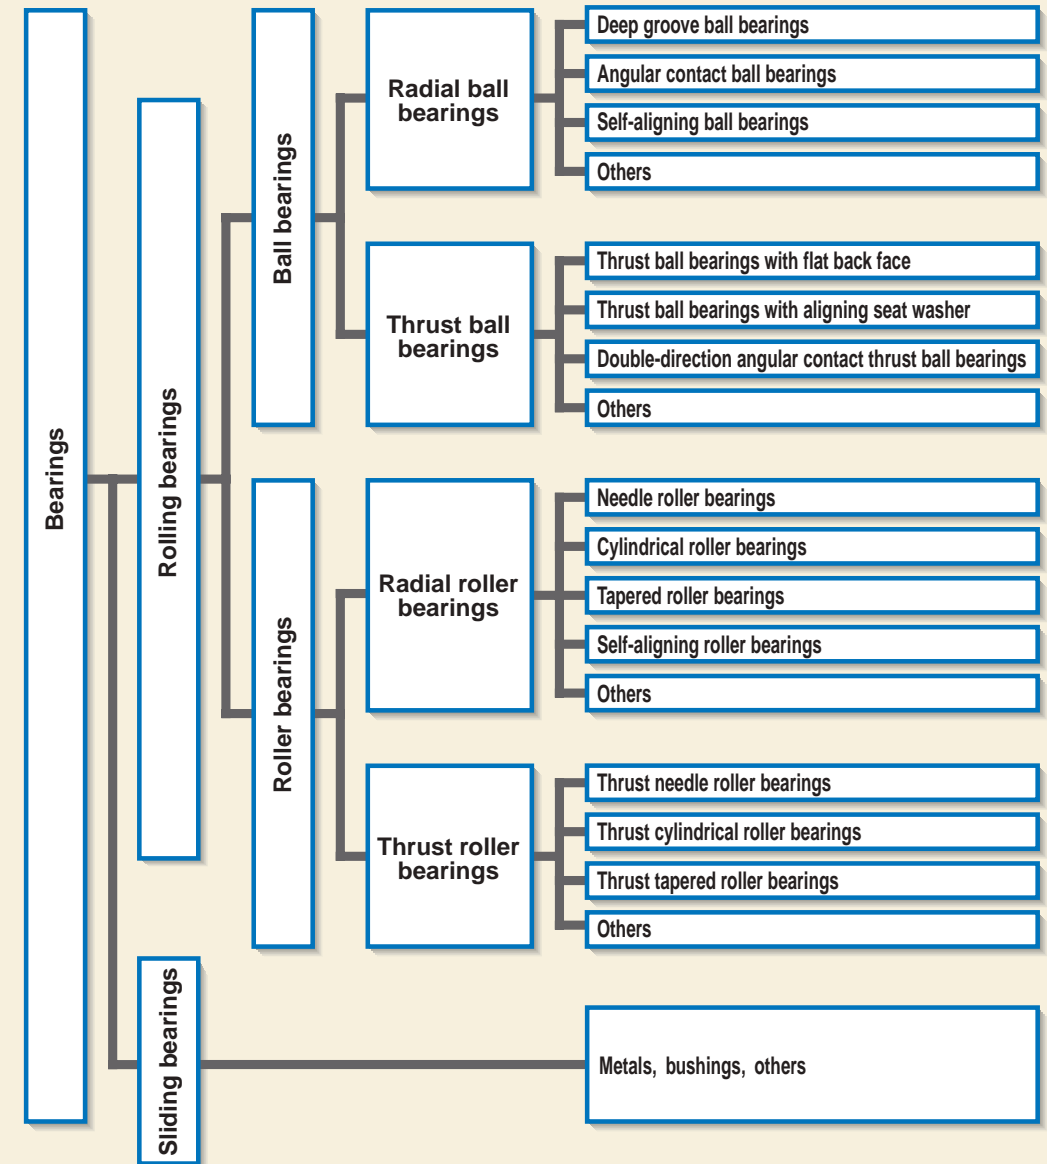 Bearings
Rolling bearings
Ball bearings
Radial ball
bearings
Deep groove ball bearings
Angular contact ball bearings
Self-aligning ball bearings
Others
Thrust ball
bearings
Thrust ball bearings with flat back face
Thrust ball bearings with aligning seat washer
Double-direction angular contact thrust ball bearings
Others
Roller bearings
Radial roller
bearings
Needle roller bearings
Cylindrical roller bearings
Tapered roller bearings
Self-aligning roller bearings
Others
Thrust roller
bearings
Thrust needle roller bearings
Thrust cylindrical roller bearings
Thrust tapered roller bearings
Others
Sliding bearings
Metals, bushings, others